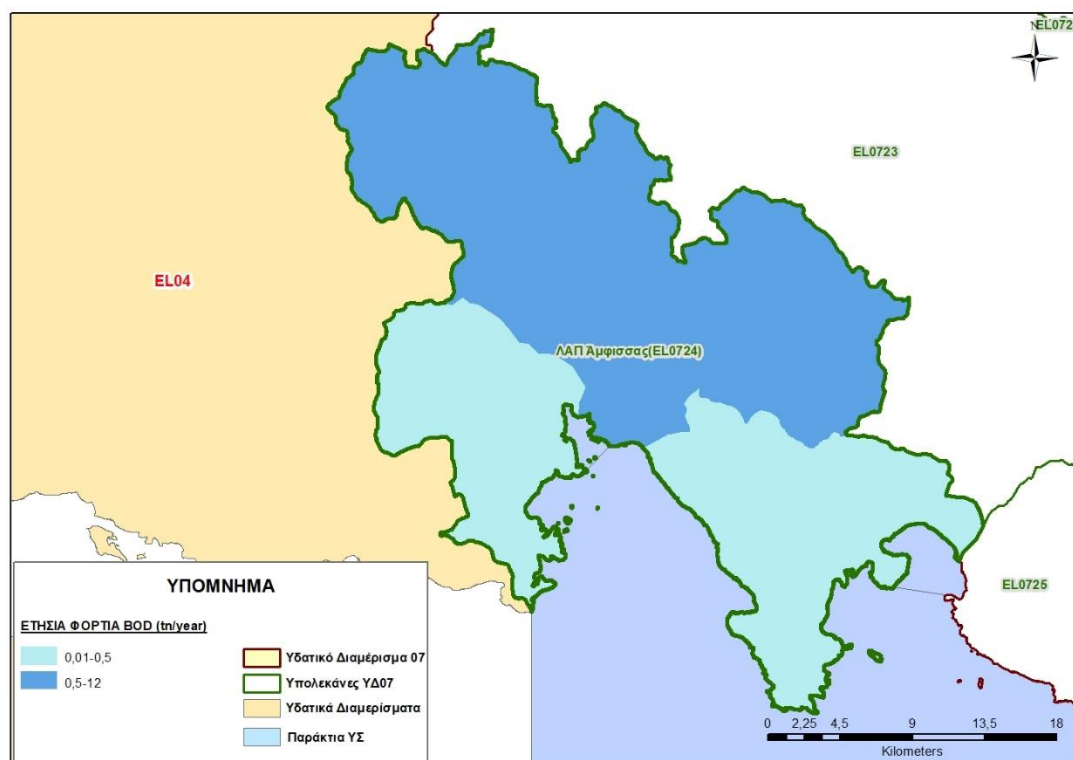 EL072
N
EL0723
EL04
ΛΑΠ Άμφισσας(EL0724)
EL0725
ΥΠΟΜΝΗΜΑ
ΕΤΗΣΙΑ ΦΟΡΤΙΑ BOD (tn/year)
0,01-0,5
0,5-12
Υδατικό Διαμέρισμα 07
Υπολεκάνες ΥΔ07
Υδατικά Διαμερίσματα
Παράκτια ΥΣ
0 2,25 4,5 9 13,5 18
Kilometers